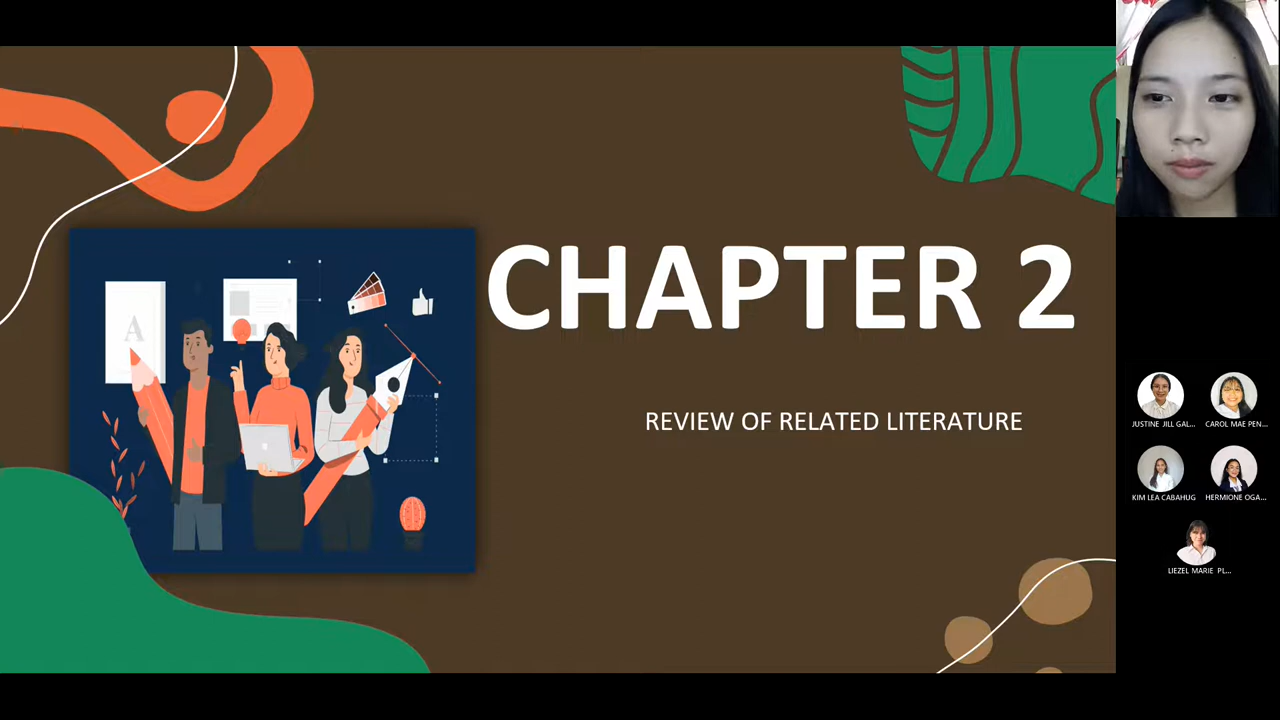 A
CHAPTER 2
REVIEW OF RELATED LITERATURE
JUSTINE JILL GAL...
CAROL MAE PEN...
KIM LEA CABAHUG
HERMIONE OGA...
LIEZEL MARIE PL...